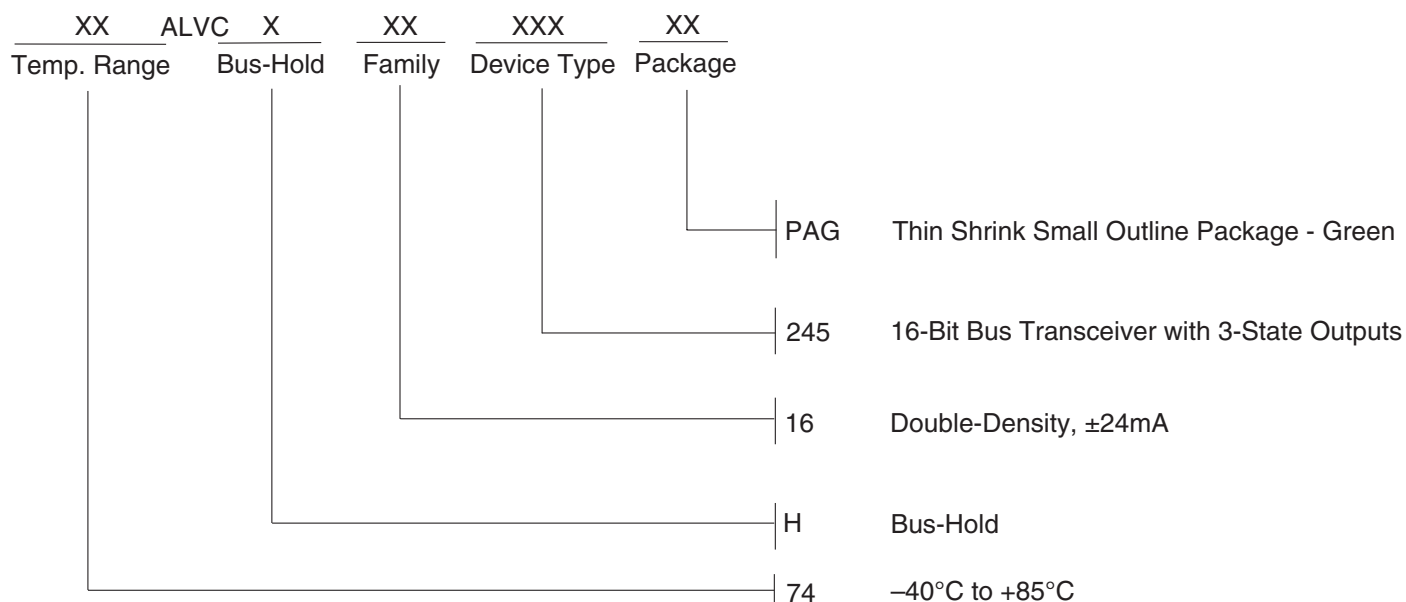 XX ALVC X XX XXX XX
Temp. Range Bus-Hold Family Device Type Package
PAG Thin Shrink Small Outline Package - Green
245 16-Bit Bus Transceiver with 3-State Outputs
16 Double-Density, ±24mA
H Bus-Hold
74 –40°C to +85°C